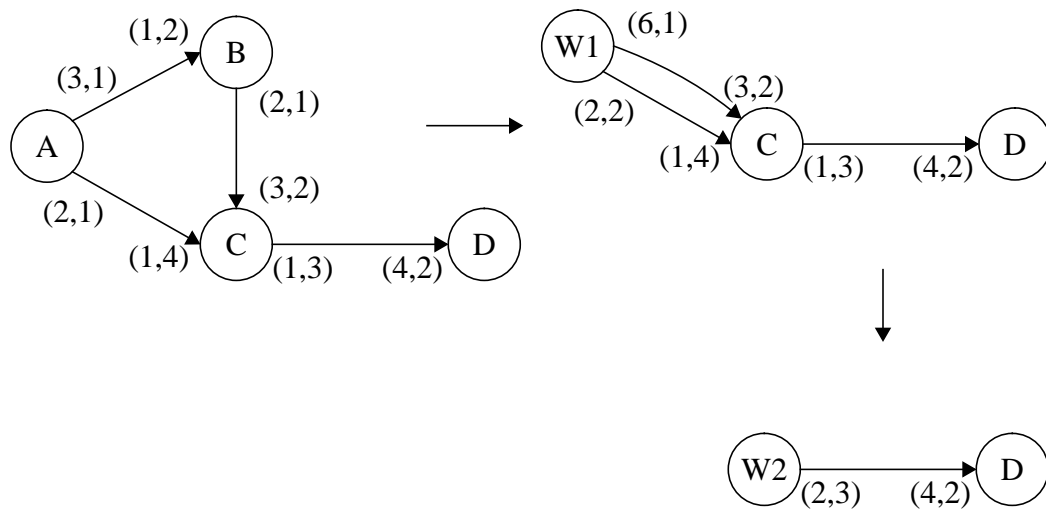 (1,2)
B
(3,1)
(2,1)
A
(2,1)
(3,2)
(1,4)
C
(1,3)
(4,2)
D
W1
(6,1)
(2,2)
(3,2)
(1,4)
C
(1,3)
(4,2)
D
W2
(2,3)
(4,2)
D